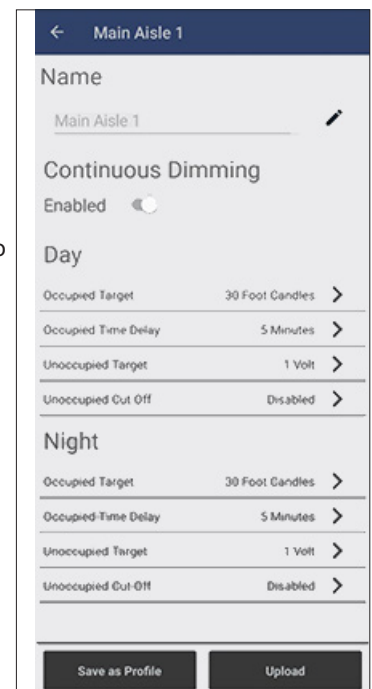 ← Main Aisle 1
Name
Main Aisle 1
Continuous Dimming
Enabled
Day
Occupied Target 30 Foot Candles >
Occupied Time Delay 5 Minutes >
Unoccupied Target 1 Volt >
Unoccupied Cut Off Disabled >
Night
Occupied Target 30 Foot Candles >
Occupied Time Delay 5 Minutes >
Unoccupied Target 1 Volt >
Unoccupied Cut Off Disabled >
Save as Profile Upload